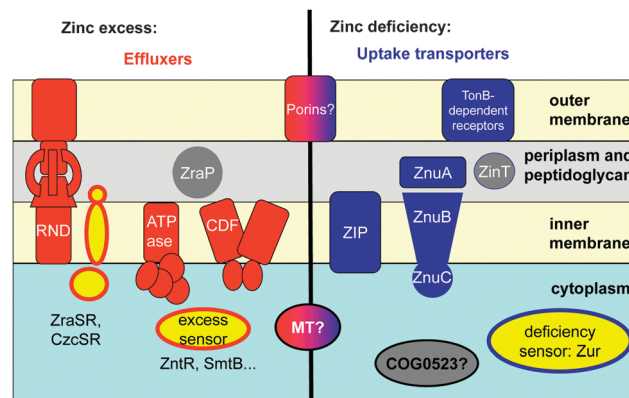 Zinc excess:
Zinc deficiency:
Effluxers
Uptake transporters
Porins?
TonB-
dependent
receptors
outer
membrane
ZraP
ZnuA
ZinT
periplasm and
peptidoglycan
RND
ATP
ase
CDF
ZIP
ZnuB
inner
membrane
ZnuC
cytoplasm
ZraSR,
CzcSR
excess
sensor
ZntR, SmtB...
MT?
COG0523?
deficiency
sensor: Zur